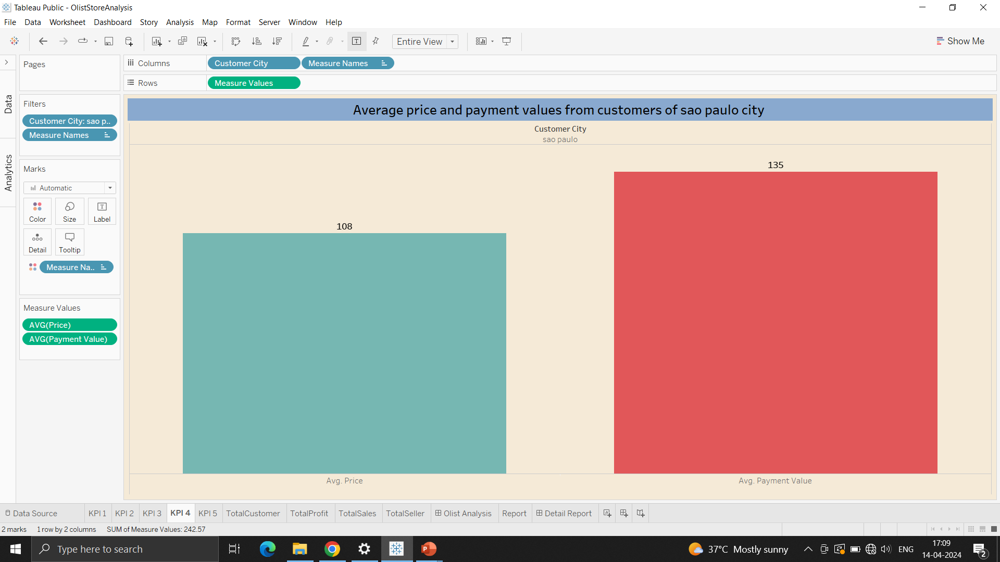 Tableau Public - OlistStoreAnalysis
File Data Worksheet Dashboard Story Analysis Map Format Server Window Help
Entire View
Show Me
Pages
Columns
Customer City
Measure Names
Rows
Measure Values
Data
Analytics
Filters
Customer City: sao p..
Measure Names
Marks
Automatic
Color
Size
Label
Detail
Tooltip
Measure Na..
Measure Values
AVG(Price)
AVG(Payment Value)
Average price and payment values from customers of sao paulo city
Customer City
sao paulo
108
135
Avg. Price
Avg. Payment Value
Data Source KPI 1 KPI 2 KPI 3 KPI 4 KPI 5 TotalCustomer TotalProfit TotalSales TotalSeller Olist Analysis Report Detail Report
2 marks 1 row by 2 columns SUM of Measure Values: 242.57
Type here to search
37°C Mostly sunny
ENG
17:09
14-04-2024
2